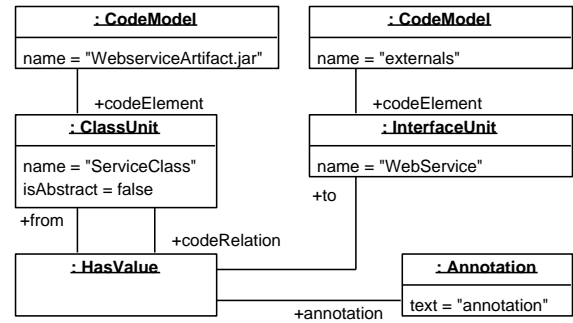 : CodeModel
name = "WebserviceArtifact.jar"
: CodeModel
name = "externals"
+codeElement
+codeElement
: ClassUnit
name = "ServiceClass"
isAbstract = false
: InterfaceUnit
name = "WebService"
+from
+codeRelation
+to
: HasValue
: Annotation
text = "annotation"
+annotation